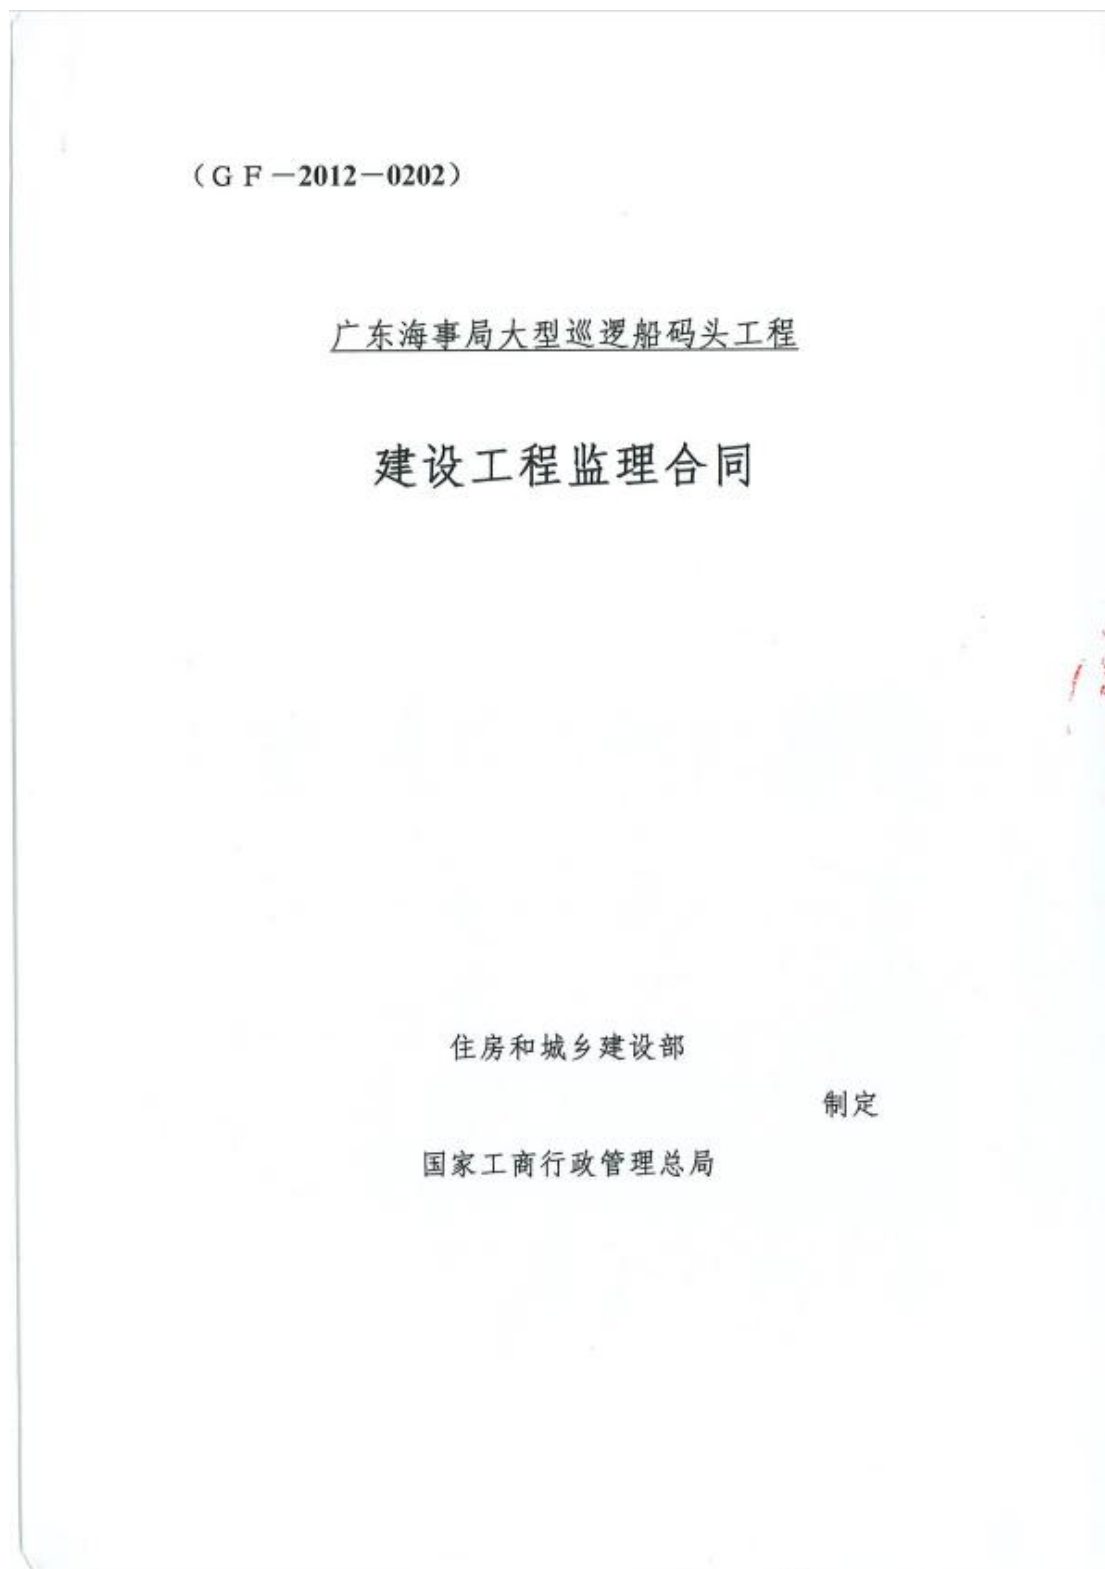 （ＧＦ－2012－0202）
广东海事局大型巡逻船码头工程
建设工程监理合同
住房和城乡建设部
制定
国家工商行政管理总局